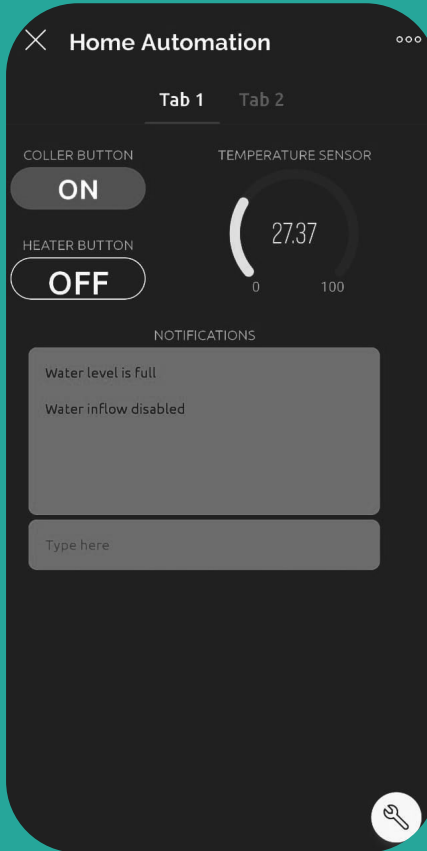 Home Automation
Tab 1 Tab 2
COLLER BUTTON
ON
TEMPERATURE SENSOR
27.37
0 100
HEATER BUTTON
OFF
NOTIFICATIONS
Water level is full
Water inflow disabled
Type here